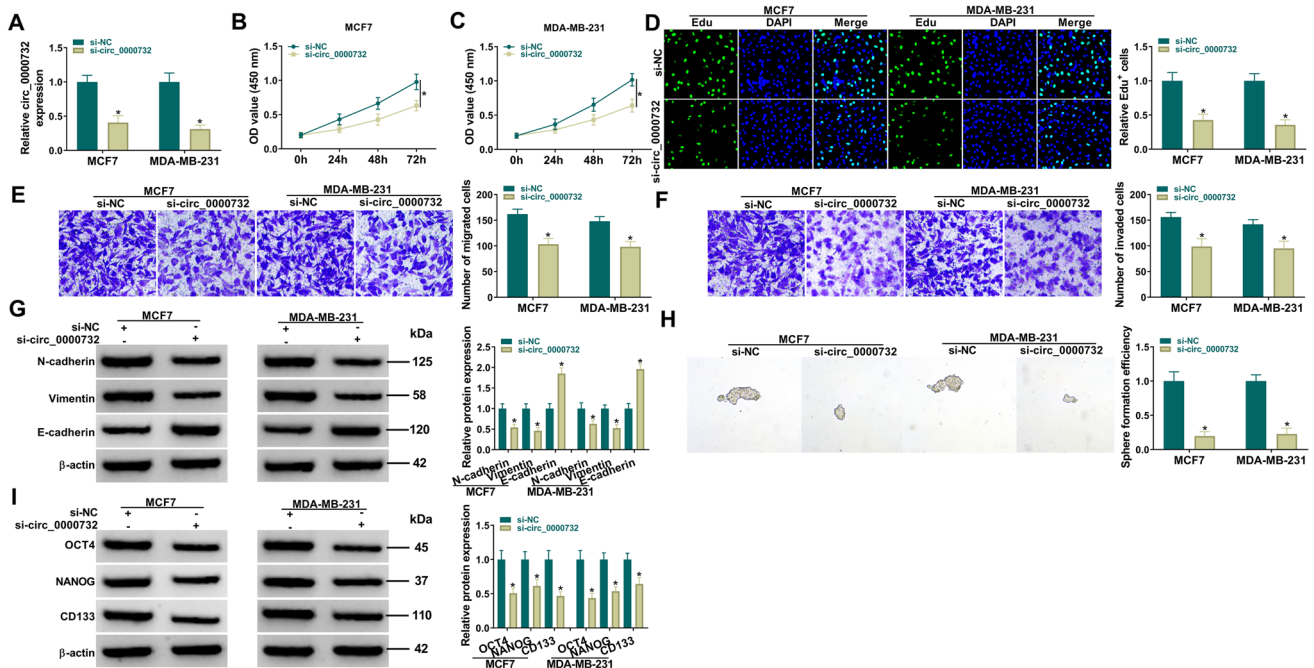 A
si-NC
si-circ_0000732
Relative circ_0000732
expression
1.5
1.0
0.5
0.0
MCF7
MDA-MB-231
*
*
B
MCF7
si-NC
si-circ_0000732
OD value (450 nm)
1.5
1.0
0.5
0.0
0h
24h
48h
72h
*
C
MDA-MB-231
si-NC
si-circ_0000732
OD value (450 nm)
1.5
1.0
0.5
0.0
0h
24h
48h
72h
*
D
MCF7
MDA-MB-231
Edu
DAPI
Merge
Edu
DAPI
Merge
si-NC
si-circ_0000732
si-NC
si-circ_0000732
Relative Edu+ cells
1.5
1.0
0.5
0.0
MCF7
MDA-MB-231
*
*
E
MCF7
MDA-MB-231
si-NC
si-circ_0000732
si-NC
si-circ_0000732
si-NC
si-circ_0000732
Number of migrated cells
200
150
100
50
0
MCF7
MDA-MB-231
*
*
F
MCF7
MDA-MB-231
si-NC
si-circ_0000732
si-NC
si-circ_0000732
si-NC
si-circ_0000732
Number of invaded cells
200
150
100
50
0
MCF7
MDA-MB-231
*
*
G
MCF7
MDA-MB-231
kDa
si-NC + - + -
si-circ_0000732 - + - +
N-cadherin 125
Vimentin 58
E-cadherin 120
β-actin 42
si-NC
si-circ_0000732
Relative protein expression
2.5
2.0
1.5
1.0
0.5
0.0
* * * * * *
N-cadherin
Vimentin
E-cadherin
N-cadherin
Vimentin
E-cadherin
MCF7
MDA-MB-231
H
MCF7
MDA-MB-231
si-NC
si-circ_0000732
si-NC
si-circ_0000732
si-NC
si-circ_0000732
Sphere formation efficiency
1.5
1.0
0.5
0.0
MCF7
MDA-MB-231
*
*
I
MCF7
MDA-MB-231
kDa
si-NC + - + -
si-circ_0000732 - + - +
OCT4 45
NANOG 37
CD133 110
β-actin 42
si-NC
si-circ_0000732
Relative protein expression
1.5
1.0
0.5
0.0
* * * * * *
OCT4
NANOG
CD133
OCT4
NANOG
CD133
MCF7
MDA-MB-231